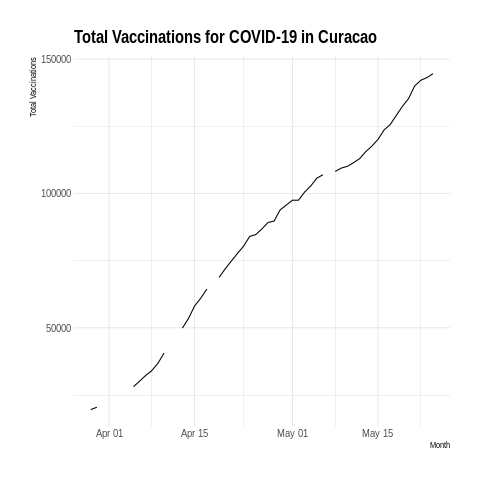 Total Vaccinations for COVID-19 in Curacao
Total Vaccinations
150000
100000
50000
Apr 01
Apr 15
May 01
May 15
Month